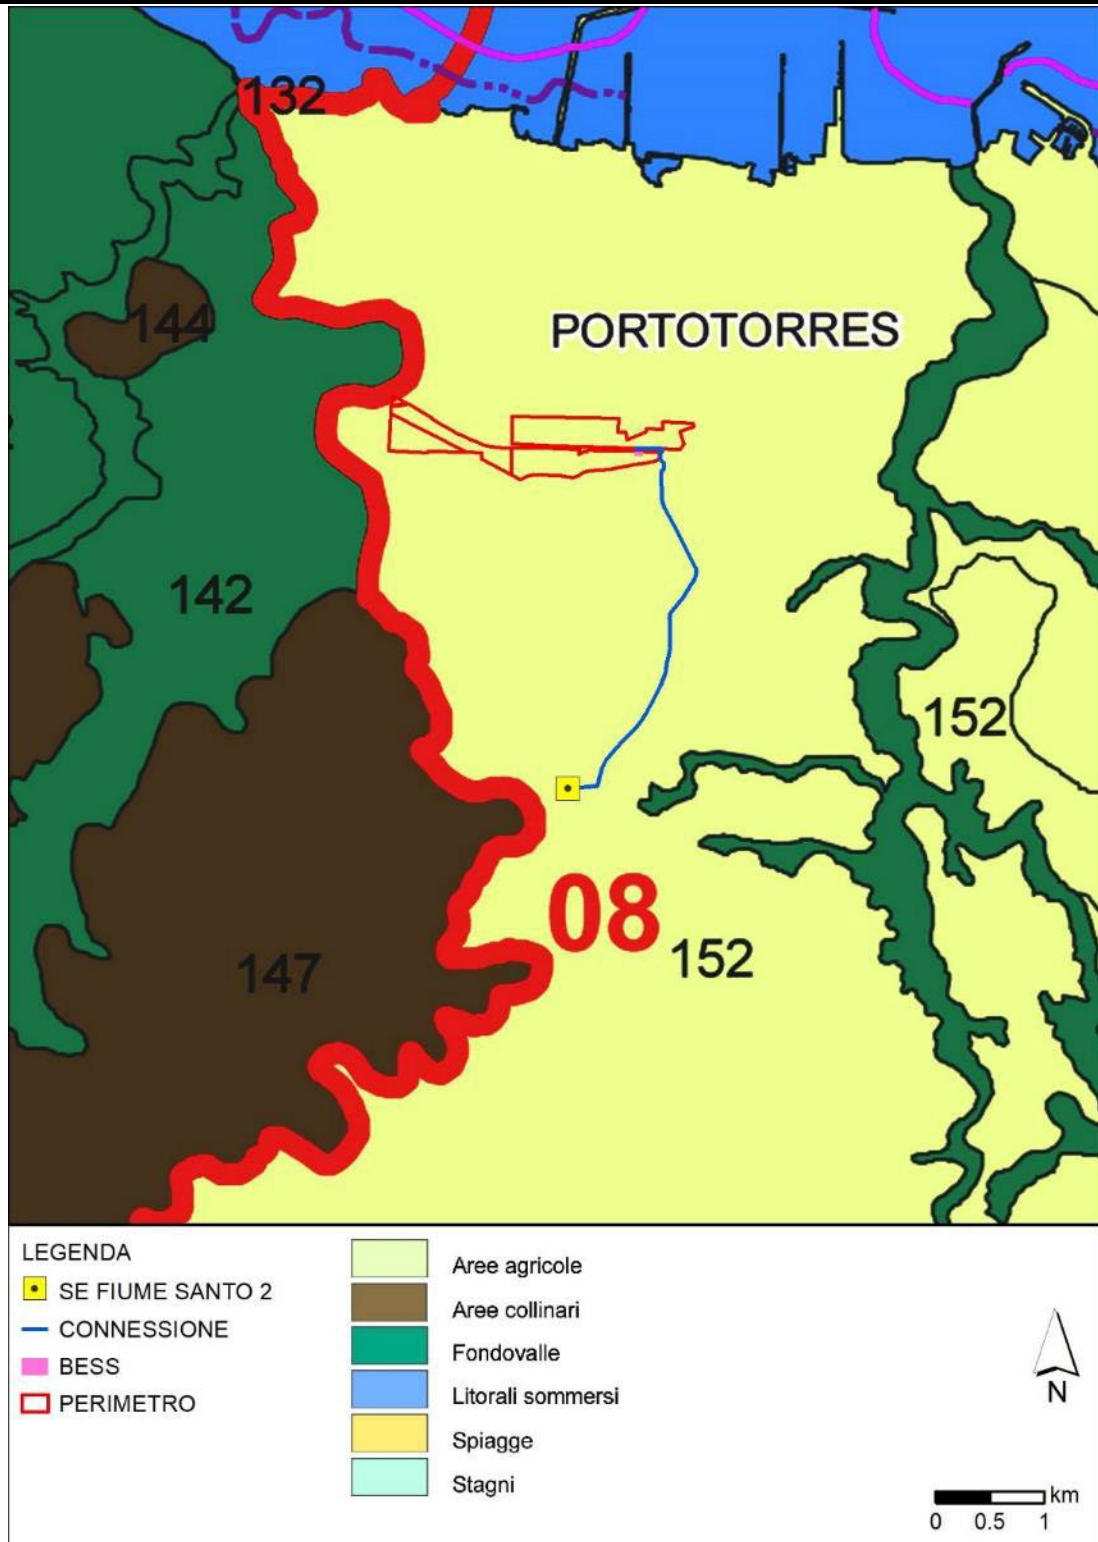 132
144
PORTOTORRES
142
152
08
152
147
LEGENDA
SE FIUME SANTO 2
CONNESSIONE
BESS
PERIMETRO
Aree agricole
Aree collinari
Fondovalle
Litorali sommersi
Spiagge
Stagni
N
km
0 0.5 1